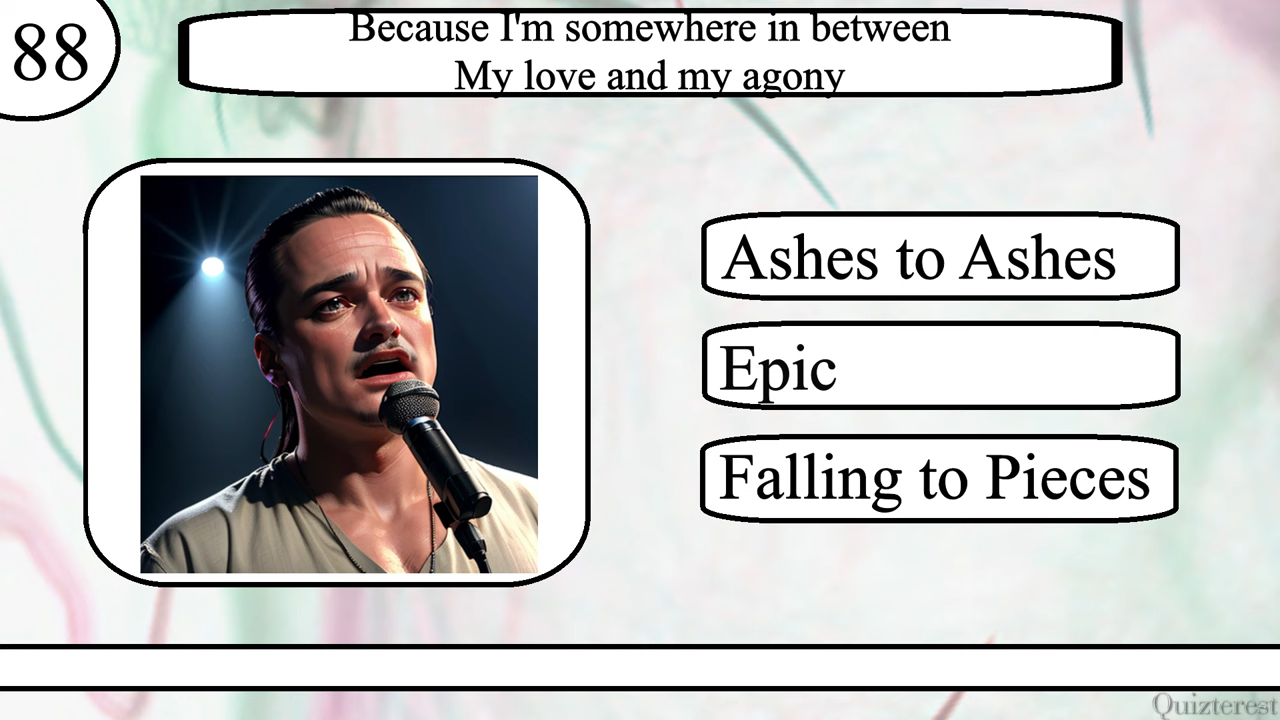 88
Because I'm somewhere in between
My love and my agony
Ashes to Ashes
Epic
Falling to Pieces
Quizterest